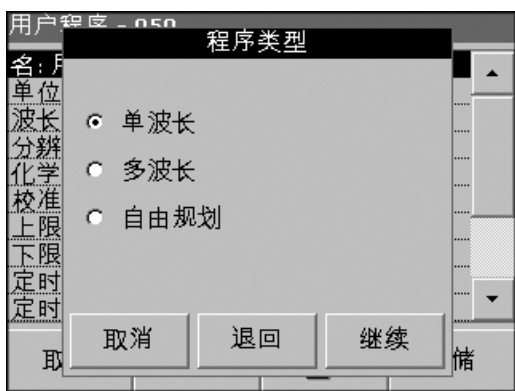 用户程序 - 050
程序类型
名:
单位
波长
分辨
化学
校准
上限
下限
定时
定时
单波长
多波长
自由规划
取消
退回
继续
取
储